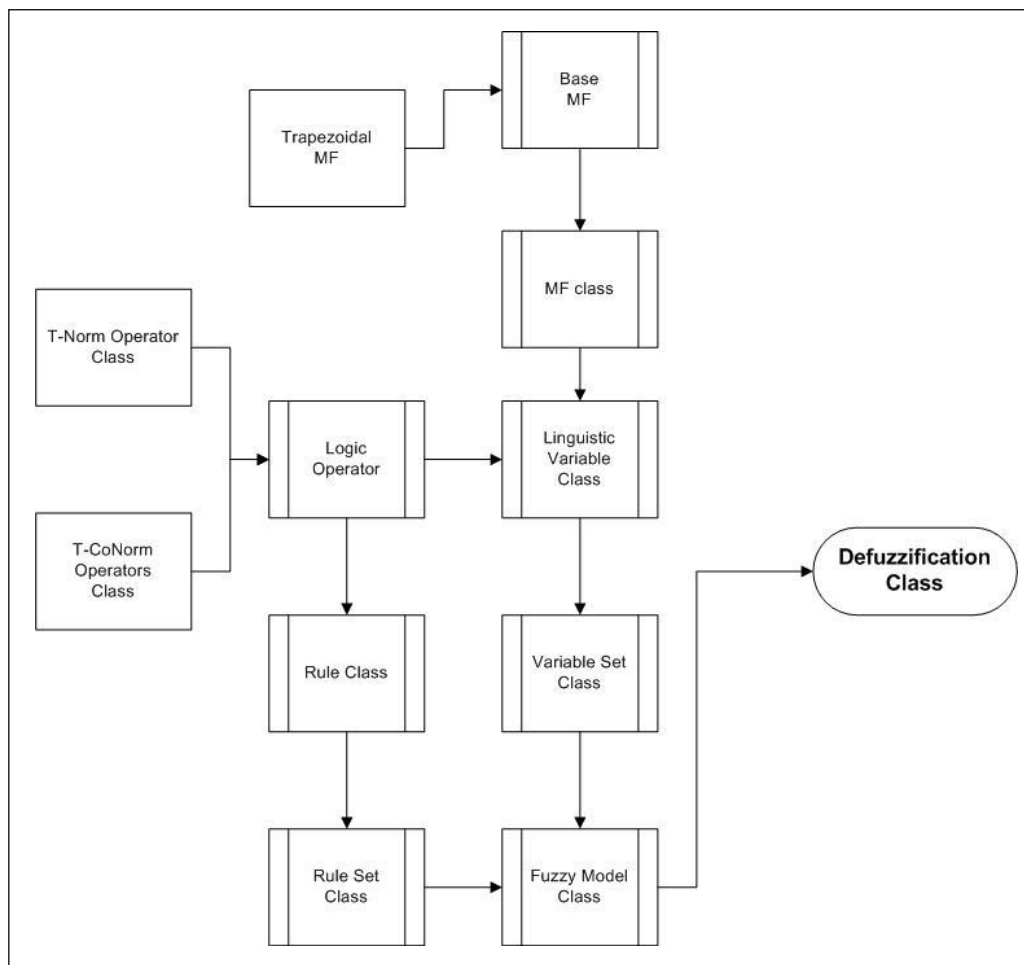 Base
MF
Trapezoidal
MF
MF class
T-Norm Operator
Class
Logic
Operator
Linguistic
Variable
Class
T-CoNorm
Operators
Class
Defuzzification
Class
Rule Class
Variable Set
Class
Rule Set
Class
Fuzzy Model
Class